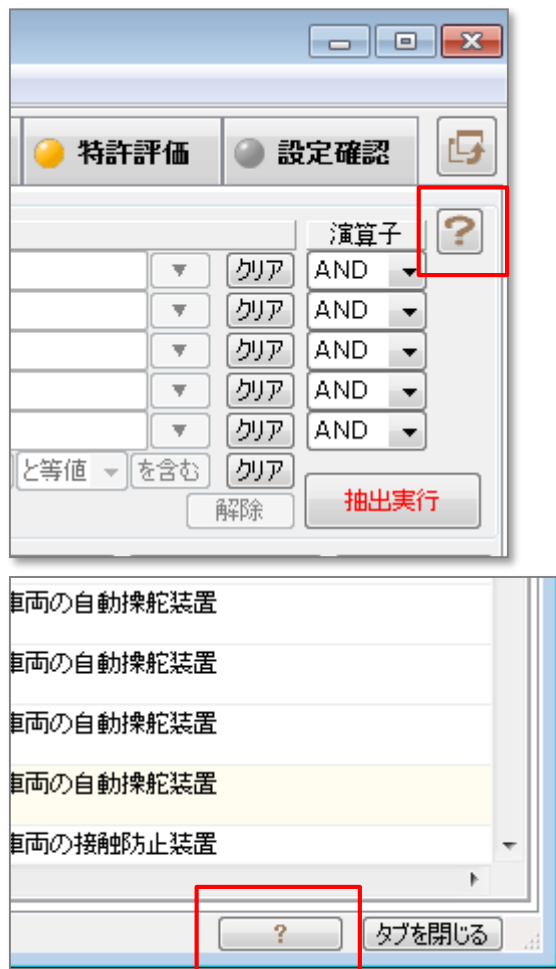 特許評価 設定確認
演算子 ?
クリア AND
クリア AND
クリア AND
クリア AND
クリア AND
と等値 を含む クリア
解除 抽出実行
車両の自動操舵装置
車両の自動操舵装置
車両の自動操舵装置
車両の自動操舵装置
車両の接触防止装置
? タブを閉じる